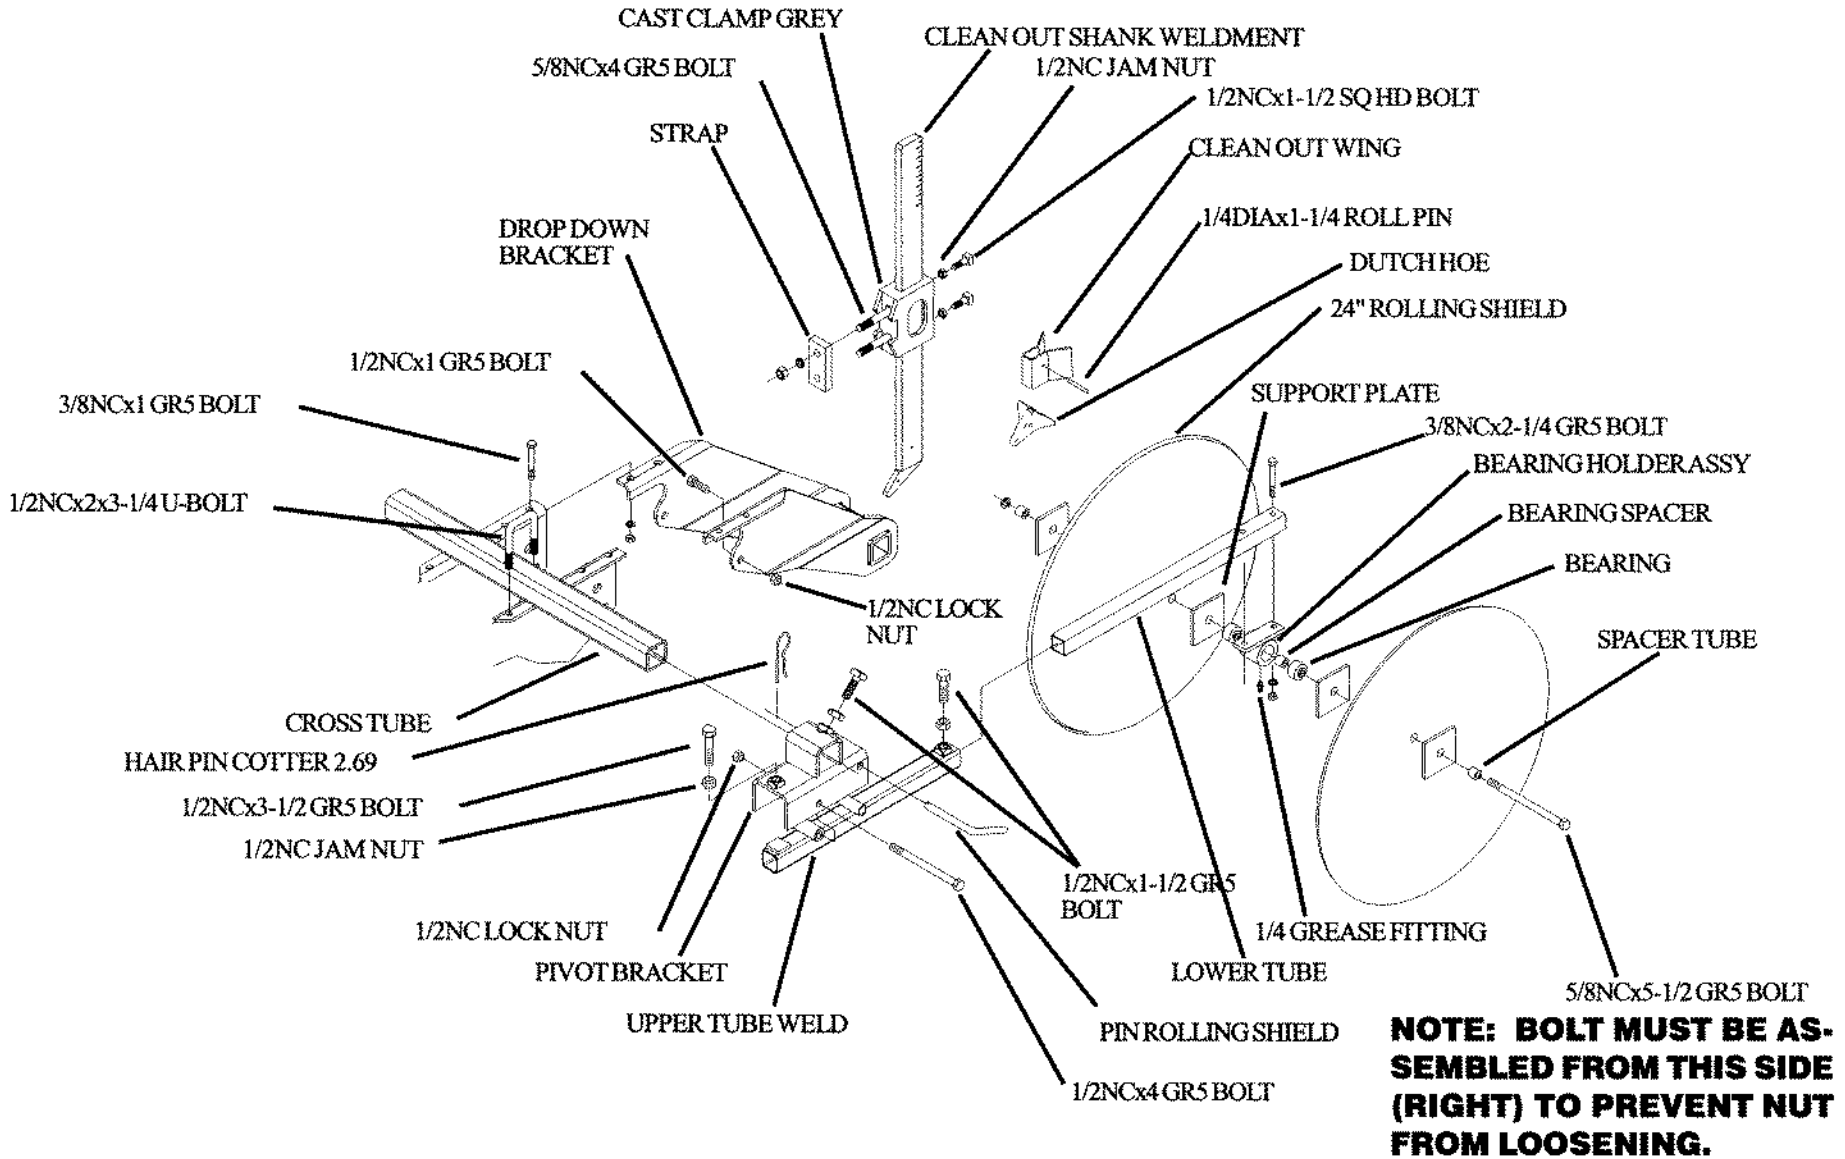 CAST CLAMP GREY
CLEAN OUT SHANK WELDMENT
5/8NCx4 GR5 BOLT
1/2NC JAM NUT
1/2NCx1-1/2 SQ HD BOLT
STRAP
CLEAN OUT WING
1/4DIAx1-1/4 ROLL PIN
DROP DOWN
BRACKET
DUTCH HOE
24" ROLLING SHIELD
1/2NCx1 GR5 BOLT
SUPPORT PLATE
3/8NCx1 GR5 BOLT
3/8NCx2-1/4 GR5 BOLT
BEARING HOLDER ASSY
1/2NCx2x3-1/4 U-BOLT
BEARING SPACER
BEARING
1/2NC LOCK
NUT
SPACER TUBE
CROSS TUBE
HAIR PIN COTTER 2.69
1/2NCx3-1/2 GR5 BOLT
1/2NC JAM NUT
1/2NCx1-1/2 GR5
BOLT
1/2NC LOCK NUT
1/4 GREASE FITTING
PIVOT BRACKET
LOWER TUBE
5/8NCx5-1/2 GR5 BOLT
UPPER TUBE WELD
PIN ROLLING SHIELD
1/2NCx4 GR5 BOLT
NOTE: BOLT MUST BE AS-
SEMBLED FROM THIS SIDE
(RIGHT) TO PREVENT NUT
FROM LOOSENING.